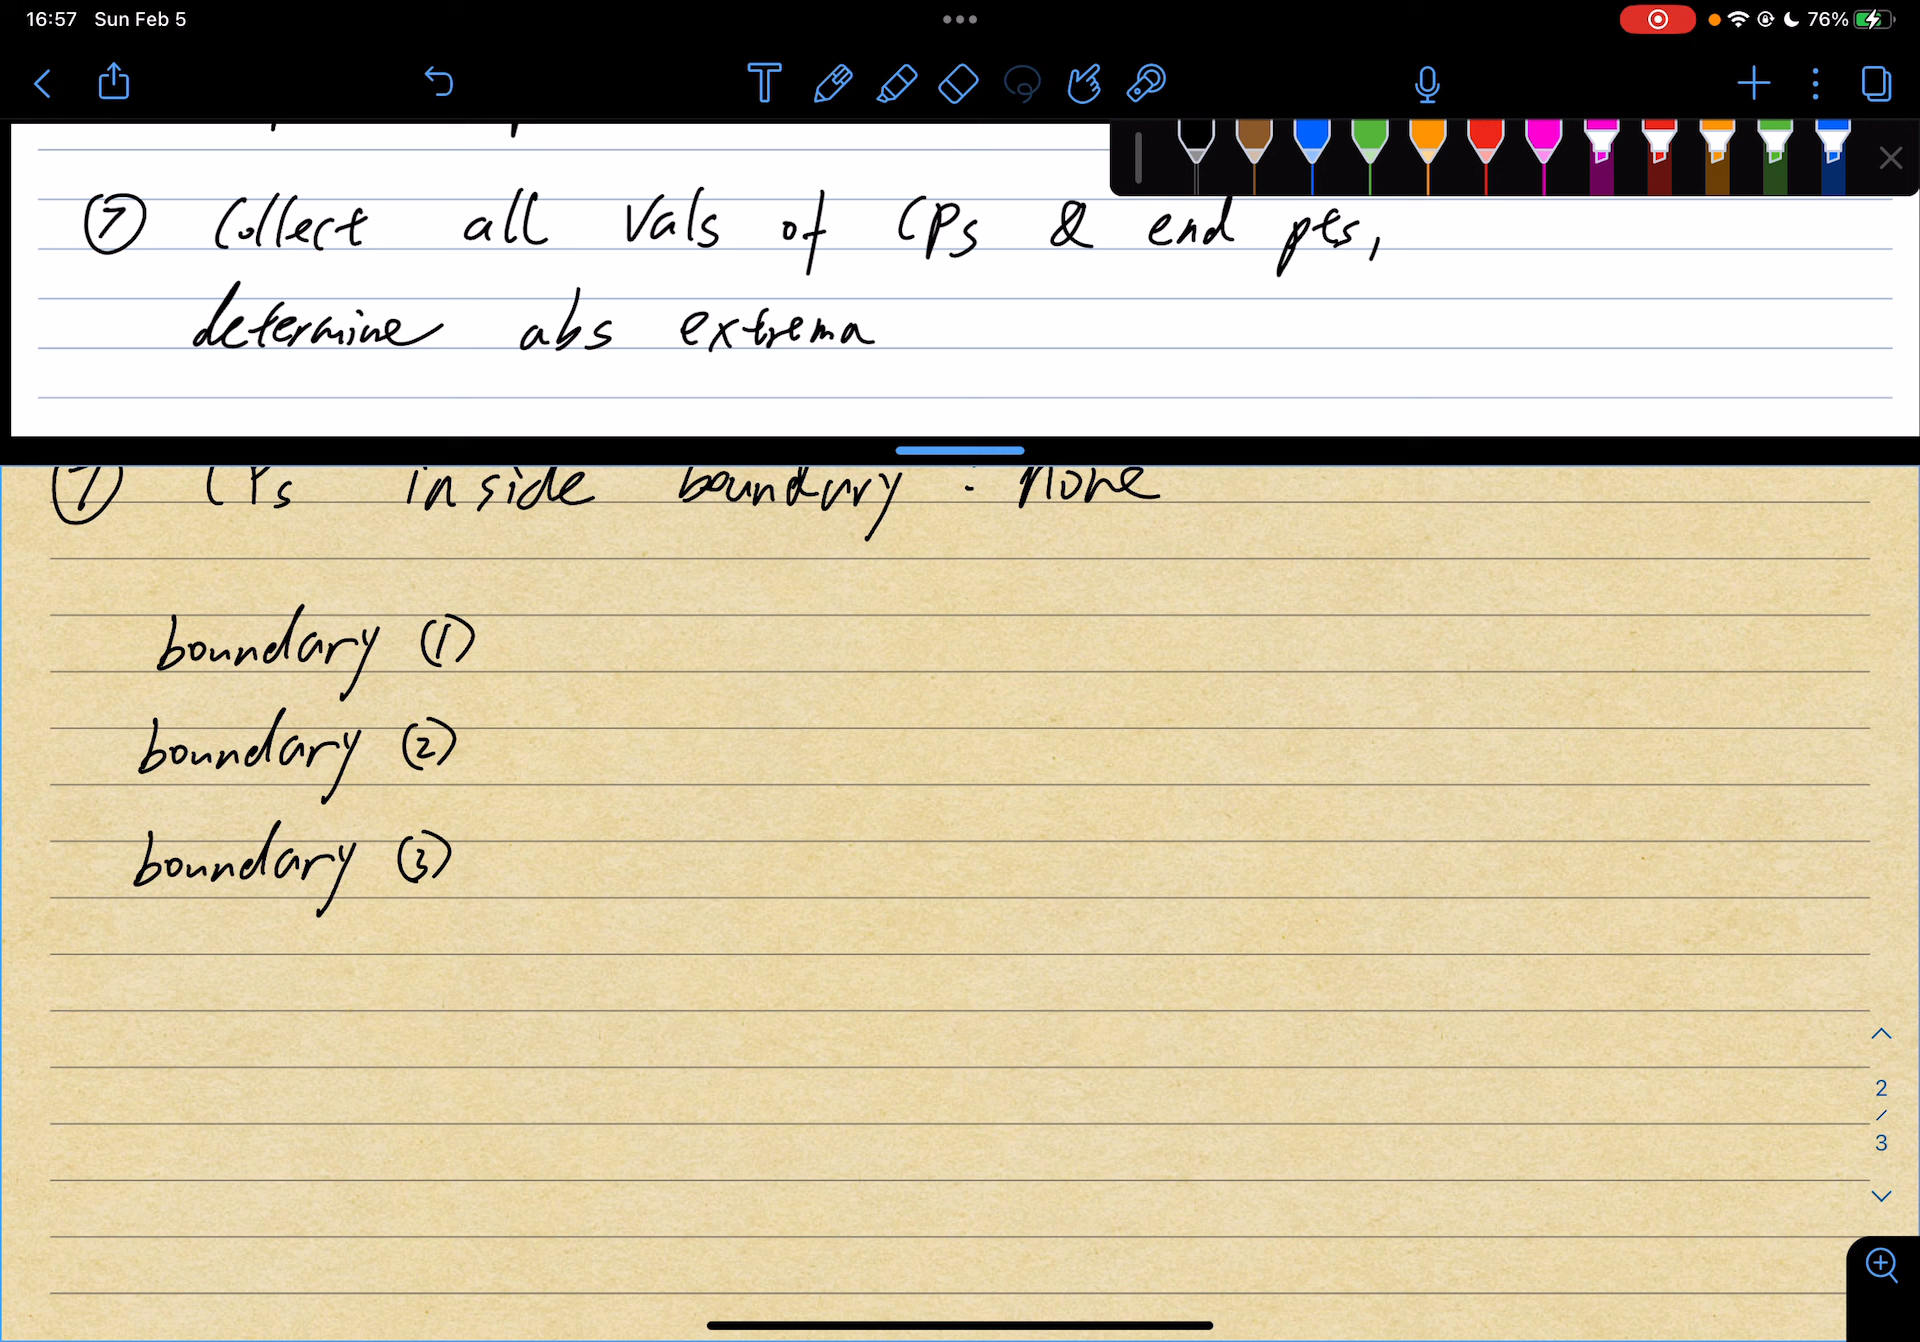 16:57 Sun Feb 5
76%
⑦ Collect all vals of CPs & end pts,
determine abs extrema
⑦ CPs inside boundary : none
boundary (1)
boundary (2)
boundary (3)
2
/
3